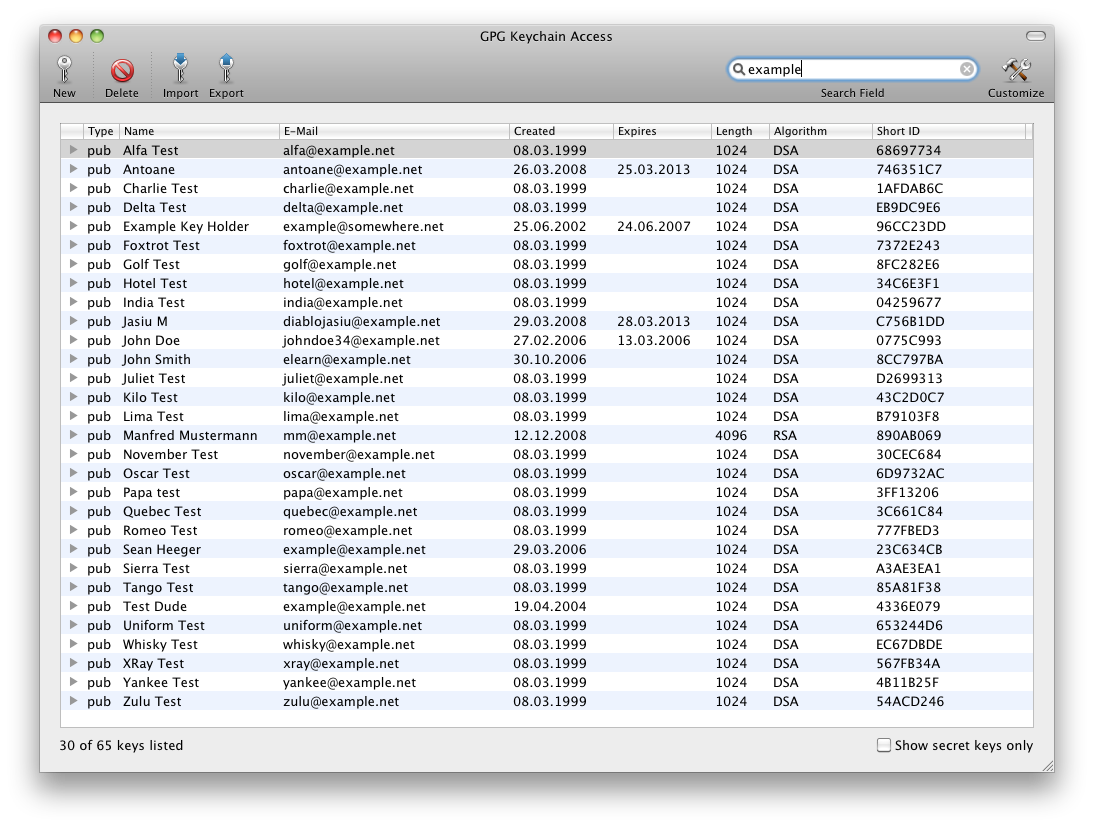 GPG Keychain Access
example
New Delete Import Export Search Field Customize
Type Name E-Mail Created Expires Length Algorithm Short ID
pub Alfa Test alfa@example.net 08.03.1999 1024 DSA 68697734
pub Antoane antoane@example.net 26.03.2008 25.03.2013 1024 DSA 746351C7
pub Charlie Test charlie@example.net 08.03.1999 1024 DSA 1AFDAB6C
pub Delta Test delta@example.net 08.03.1999 1024 DSA EB9DC9E6
pub Example Key Holder example@somewhere.net 25.06.2002 24.06.2007 1024 DSA 96CC23DD
pub Foxtrot Test foxtrot@example.net 08.03.1999 1024 DSA 7372E243
pub Golf Test golf@example.net 08.03.1999 1024 DSA 8FC282E6
pub Hotel Test hotel@example.net 08.03.1999 1024 DSA 34C6E3F1
pub India Test india@example.net 08.03.1999 1024 DSA 04259677
pub Jasiu M diablojasiu@example.net 29.03.2008 28.03.2013 1024 DSA C756B1DD
pub John Doe johndoe34@example.net 27.02.2006 13.03.2006 1024 DSA 0775C993
pub John Smith elearn@example.net 30.10.2006 1024 DSA 8CC797BA
pub Juliet Test juliet@example.net 08.03.1999 1024 DSA D2699313
pub Kilo Test kilo@example.net 08.03.1999 1024 DSA 43C2D0C7
pub Lima Test lima@example.net 08.03.1999 1024 DSA B79103F8
pub Manfred Mustermann mm@example.net 12.12.2008 4096 RSA 890AB069
pub November Test november@example.net 08.03.1999 1024 DSA 30CEC684
pub Oscar Test oscar@example.net 08.03.1999 1024 DSA 6D9732AC
pub Papa test papa@example.net 08.03.1999 1024 DSA 3FF13206
pub Quebec Test quebec@example.net 08.03.1999 1024 DSA 3C661C84
pub Romeo Test romeo@example.net 08.03.1999 1024 DSA 777FBED3
pub Sean Heeger example@example.net 29.03.2006 1024 DSA 23C634CB
pub Sierra Test sierra@example.net 08.03.1999 1024 DSA A3AE3EA1
pub Tango Test tango@example.net 08.03.1999 1024 DSA 85A81F38
pub Test Dude example@example.net 19.04.2004 1024 DSA 4336E079
pub Uniform Test uniform@example.net 08.03.1999 1024 DSA 653244D6
pub Whisky Test whisky@example.net 08.03.1999 1024 DSA EC67DBDE
pub XRay Test xray@example.net 08.03.1999 1024 DSA 567FB34A
pub Yankee Test yankee@example.net 08.03.1999 1024 DSA 4B11B25F
pub Zulu Test zulu@example.net 08.03.1999 1024 DSA 54ACD246
30 of 65 keys listed Show secret keys only